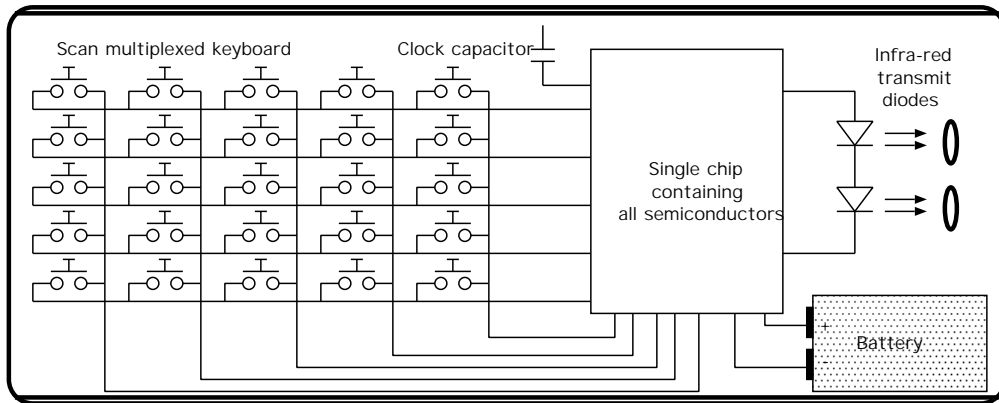 Scan multiplexed keyboard
Clock capacitor
Infra-red
transmit
diodes
Single chip
containing
all semiconductors
+
Battery
-